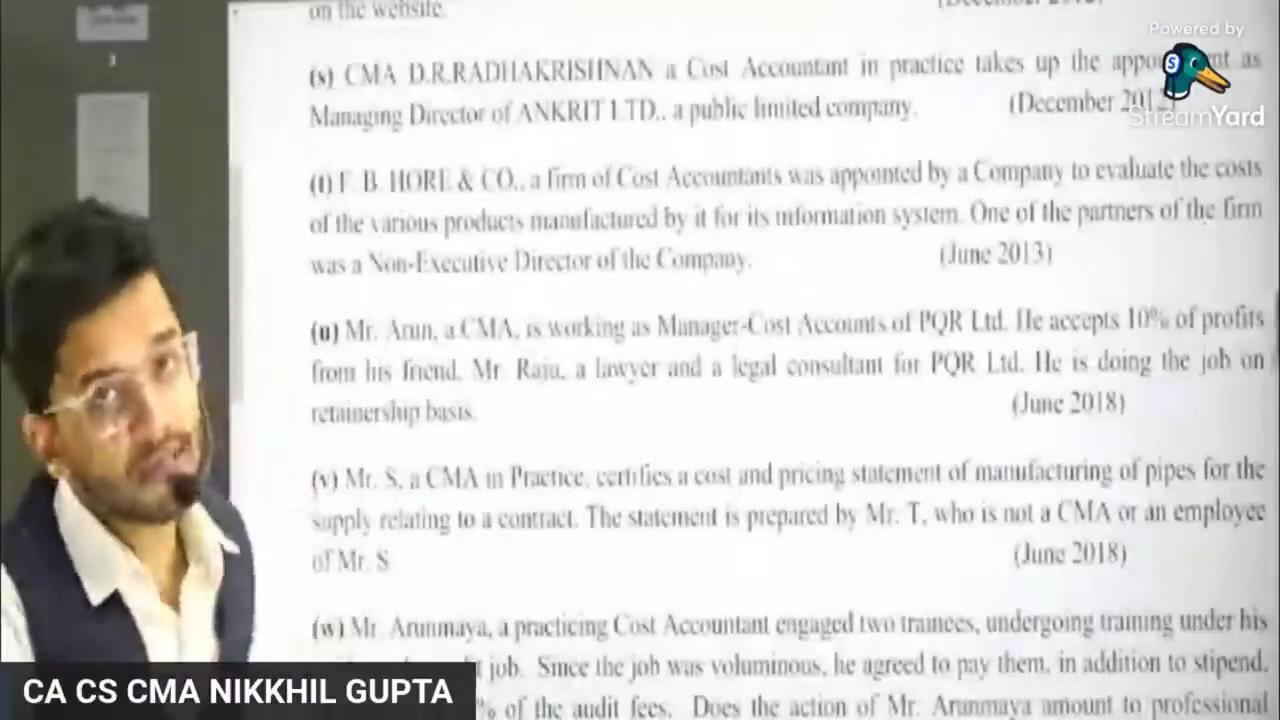 on the website.
Powered by
(s) CMA D.R.RADHAKRISHNAN a Cost Accountant in practice takes up the as
Managing Director of ANKRIT LTD., a public limited company. (December
StreamYard
(t) F. B. HORE & CO., a firm of Cost Accountants was appointed by a Company to evaluate the costs
of the various products manufactured by it for its information system. One of the partners of the firm
was a Non-Executive Director of the Company. (June 2013)
(u) Mr. Arun, a CMA, is working as Manager-Cost Accounts of PQR Ltd. He accepts 10% of profits
from his friend, Mr. Raju, a lawyer and a legal consultant for PQR Ltd. He is doing the job on
retainership basis. (June 2018)
(v) Mr. S, a CMA in Practice, certifies a cost and pricing statement of manufacturing of pipes for the
supply relating to a contract. The statement is prepared by Mr. T, who is not a CMA or an employee
of Mr. S (June 2018)
(w) Mr. Arunmaya, a practicing Cost Accountant engaged two trainees, undergoing training under his
job. Since the job was voluminous, he agreed to pay them, in addition to stipend,
% of the audit fees. Does the action of Mr. Arunmaya amount to professional
CA CS CMA NIKKHIL GUPTA